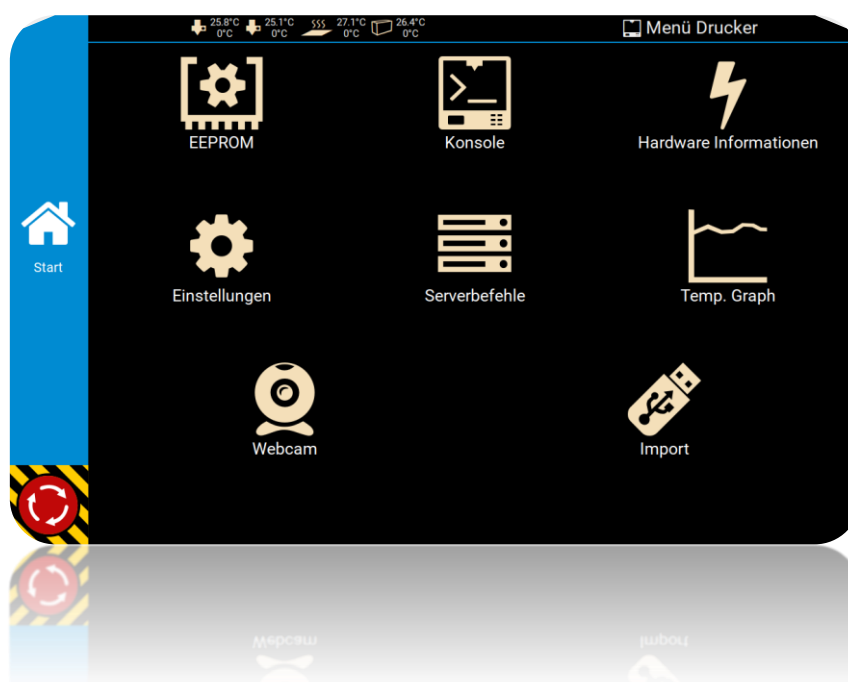 25.8°C 25.1°C 27.1°C 26.4°C
0°C 0°C 0°C 0°C
Menü Drucker
EEPROM
Konsole
Hardware Informationen
Start
Einstellungen
Serverbefehle
Temp. Graph
Webcam
Import